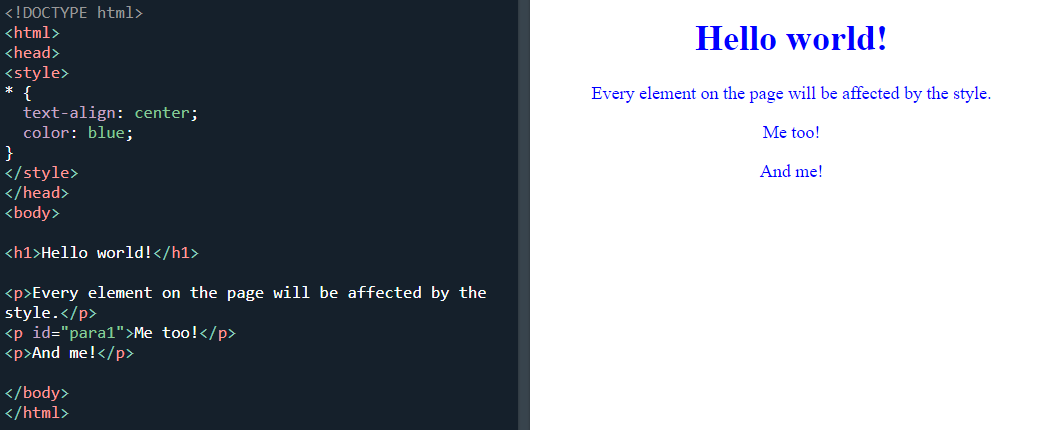 <!DOCTYPE html>
<html>
<head>
<style>
* {
  text-align: center;
  color: blue;
}
</style>
</head>
<body>

<h1>Hello world!</h1>

<p>Every element on the page will be affected by the
style.</p>
<p id="para1">Me too!</p>
<p>And me!</p>

</body>
</html>
Hello world!
Every element on the page will be affected by the style.
Me too!
And me!